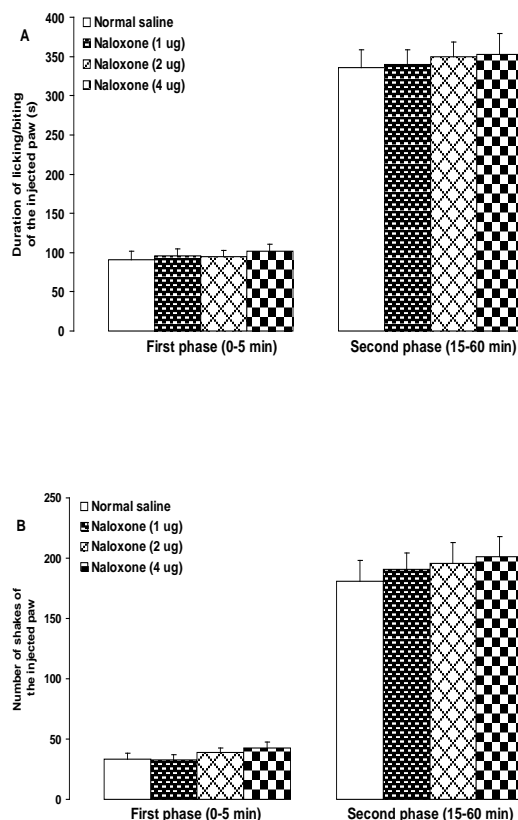 A
Duration of licking/biting
of the injected paw (s)
400
350
300
250
200
150
100
50
0
Normal saline
Naloxone (1 ug)
Naloxone (2 ug)
Naloxone (4 ug)
First phase (0-5 min)
Second phase (15-60 min)
B
Number of shakes of
the injected paw
250
200
150
100
50
0
Normal saline
Naloxone (1 ug)
Naloxone (2 ug)
Naloxone (4 ug)
First phase (0-5 min)
Second phase (15-60 min)